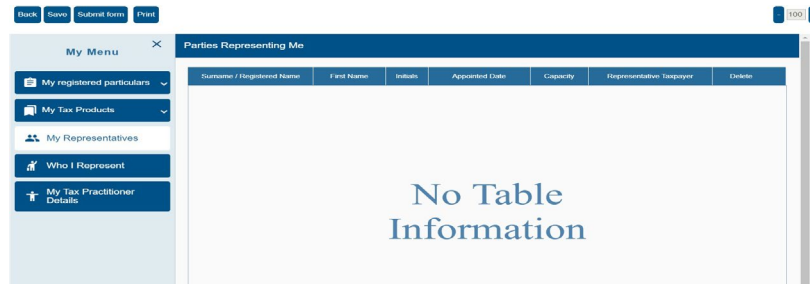 Back Save Submit form Print
- 100
My Menu ×
Parties Representing Me
My registered particulars
My Tax Products
My Representatives
Who I Represent
My Tax Practitioner
Details
Surname / Registered Name First Name Initials Appointed Date Capacity Representative Taxpayer Delete
No Table
Information